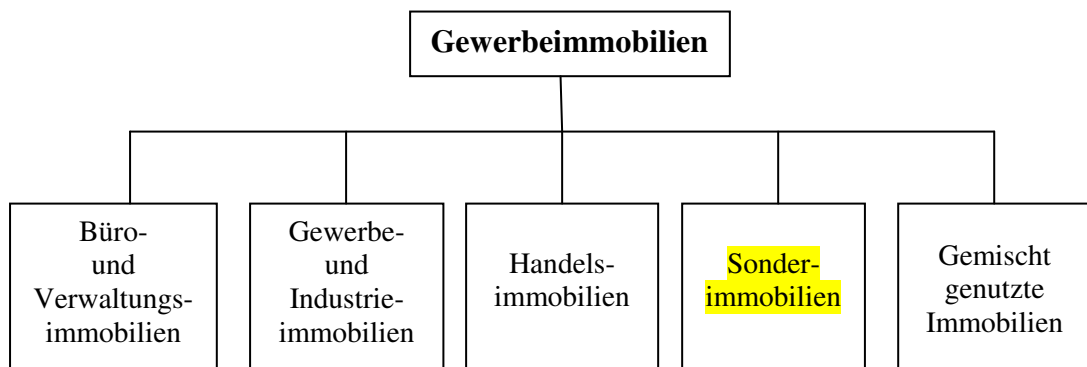 Gewerbeimmobilien
Büro-
und
Verwaltungs-
immobilien
Gewerbe-
und
Industrie-
immobilien
Handels-
immobilien
Sonder-
immobilien
Gemischt
genutzte
Immobilien